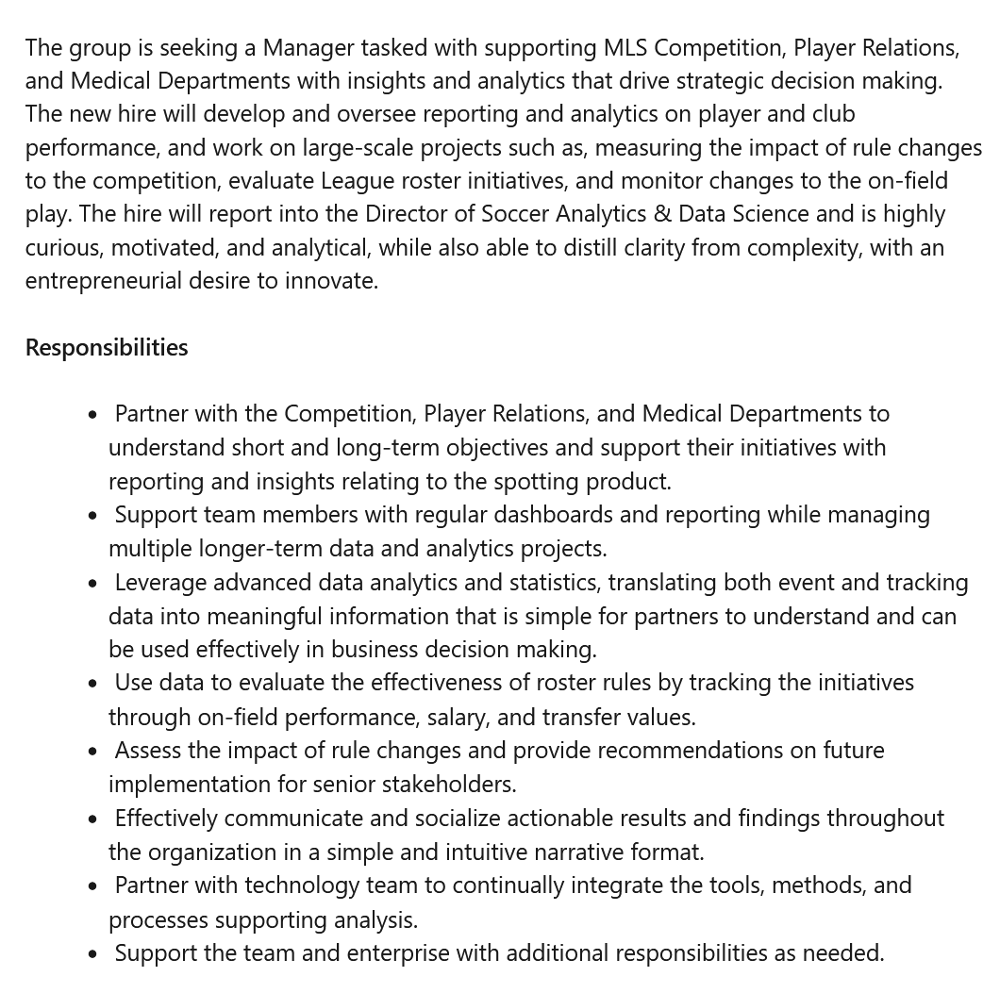 The group is seeking a Manager tasked with supporting MLS Competition, Player Relations,
and Medical Departments with insights and analytics that drive strategic decision making.
The new hire will develop and oversee reporting and analytics on player and club
performance, and work on large-scale projects such as, measuring the impact of rule changes
to the competition, evaluate League roster initiatives, and monitor changes to the on-field
play. The hire will report into the Director of Soccer Analytics & Data Science and is highly
curious, motivated, and analytical, while also able to distill clarity from complexity, with an
entrepreneurial desire to innovate.
Responsibilities
• Partner with the Competition, Player Relations, and Medical Departments to
understand short and long-term objectives and support their initiatives with
reporting and insights relating to the spotting product.
• Support team members with regular dashboards and reporting while managing
multiple longer-term data and analytics projects.
• Leverage advanced data analytics and statistics, translating both event and tracking
data into meaningful information that is simple for partners to understand and can
be used effectively in business decision making.
• Use data to evaluate the effectiveness of roster rules by tracking the initiatives
through on-field performance, salary, and transfer values.
• Assess the impact of rule changes and provide recommendations on future
implementation for senior stakeholders.
• Effectively communicate and socialize actionable results and findings throughout
the organization in a simple and intuitive narrative format.
• Partner with technology team to continually integrate the tools, methods, and
processes supporting analysis.
• Support the team and enterprise with additional responsibilities as needed.